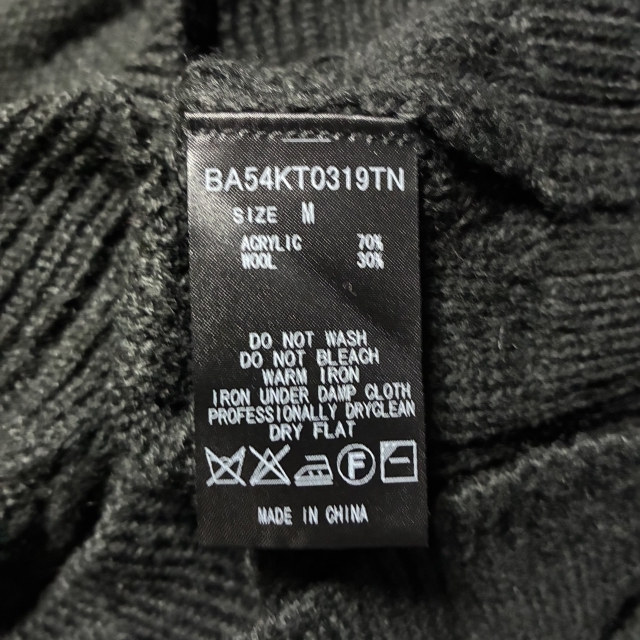 BA54KT0319TN
SIZE M
ACRYLIC 70%
WOOL 30%
DO NOT WASH
DO NOT BLEACH
WARM IRON
IRON UNDER DAMP CLOTH
PROFESSIONALLY DRYCLEAN
DRY FLAT
F
MADE IN CHINA